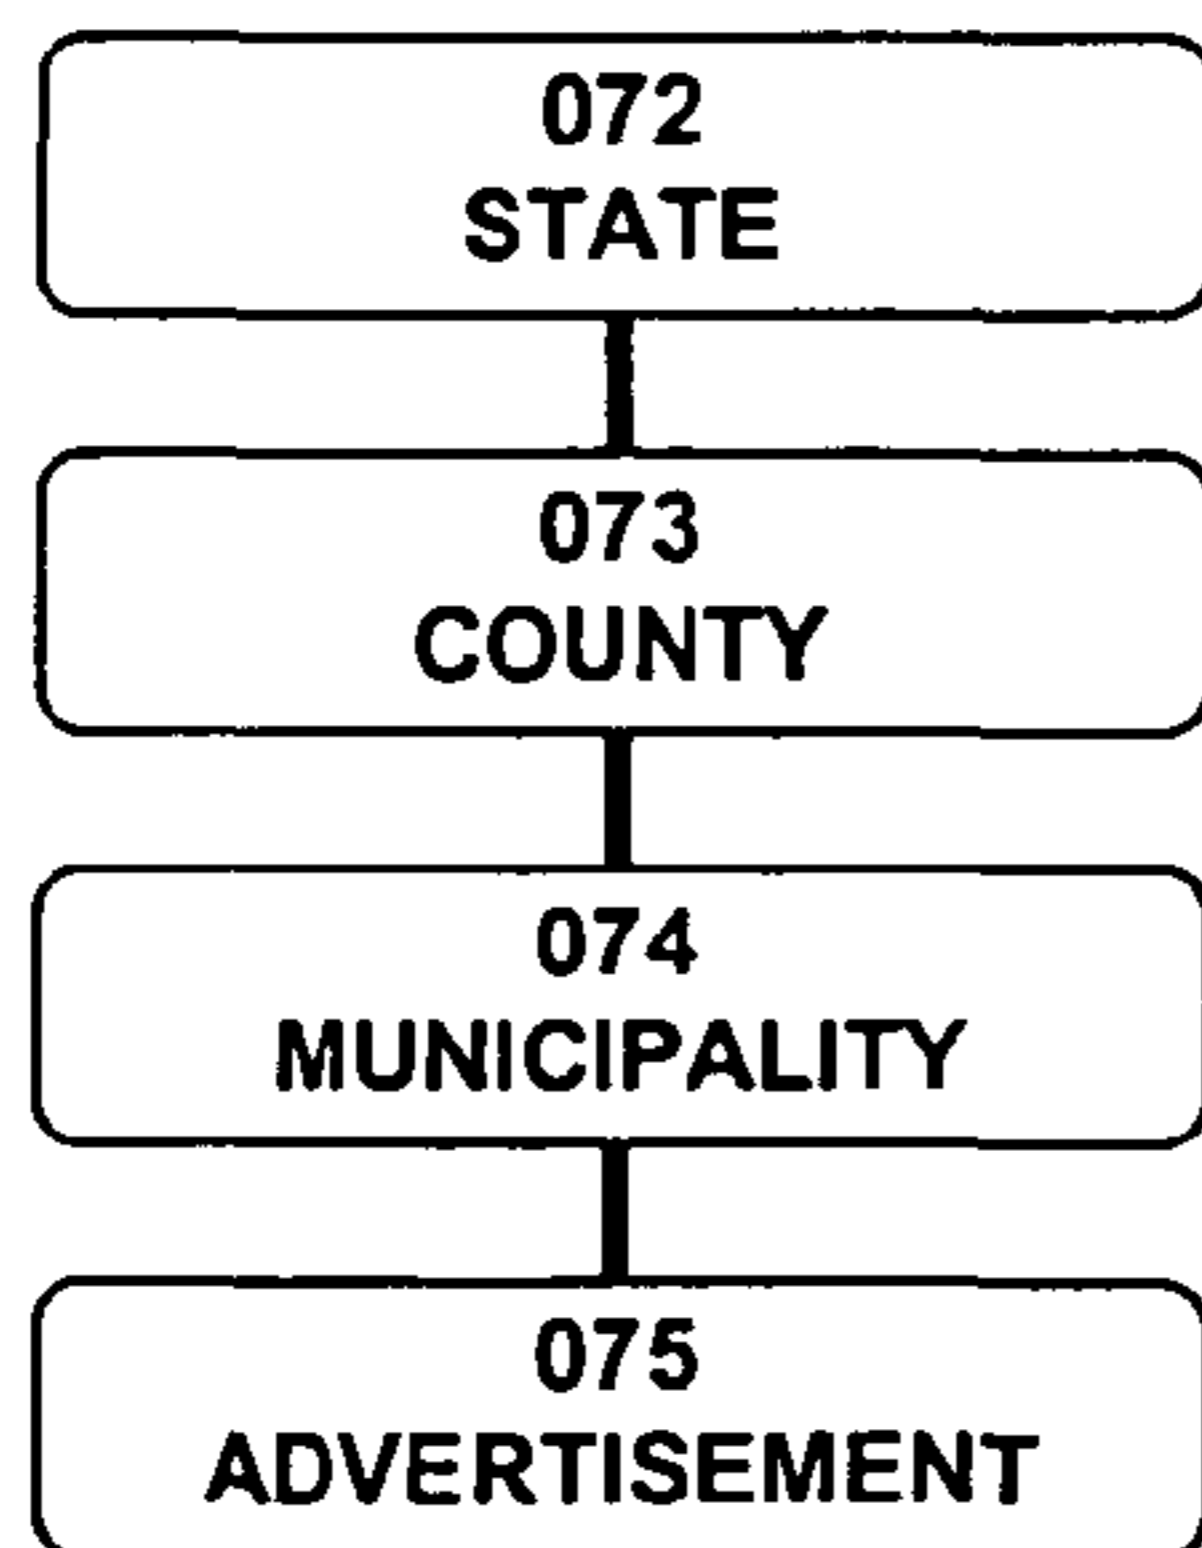 072
STATE
073
COUNTY
074
MUNICIPALITY
075
ADVERTISEMENT